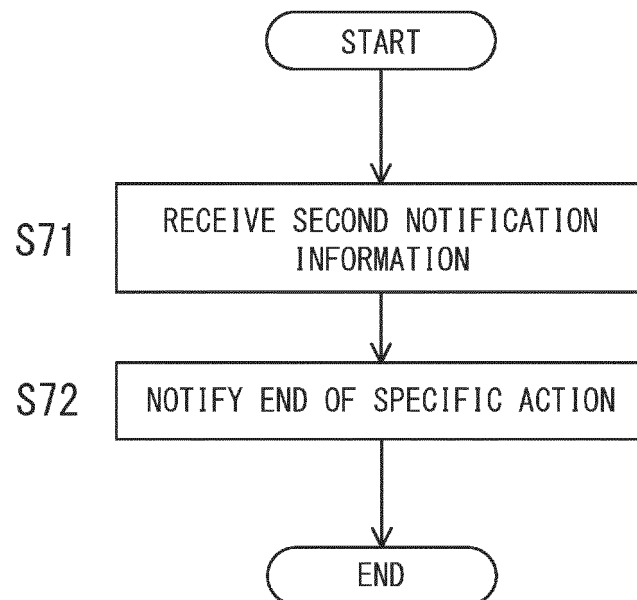 START
S71
RECEIVE SECOND NOTIFICATION
INFORMATION
S72
NOTIFY END OF SPECIFIC ACTION
END